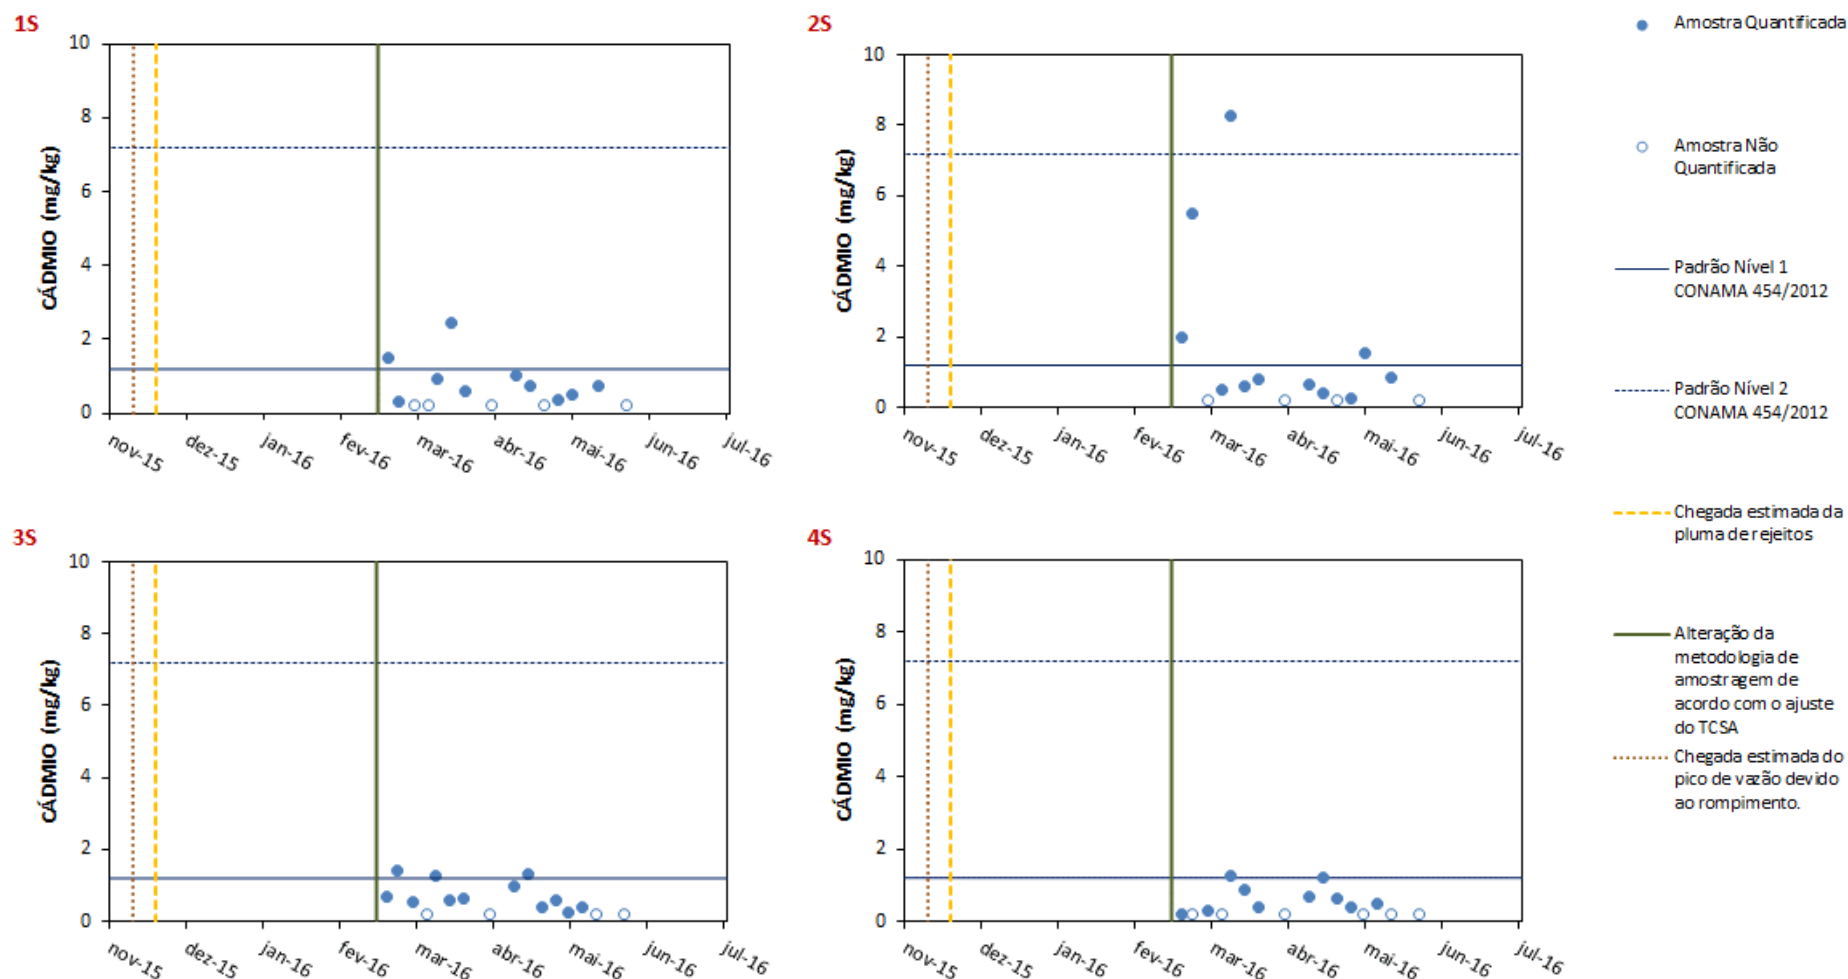 1S
10
8
6
4
2
0
CÁDMIO (mg/kg)
nov-15
dez-15
jan-16
fev-16
mar-16
abr-16
mai-16
jun-16
jul-16
2S
10
8
6
4
2
0
CÁDMIO (mg/kg)
nov-15
dez-15
jan-16
fev-16
mar-16
abr-16
mai-16
jun-16
jul-16
3S
10
8
6
4
2
0
CÁDMIO (mg/kg)
nov-15
dez-15
jan-16
fev-16
mar-16
abr-16
mai-16
jun-16
jul-16
4S
10
8
6
4
2
0
CÁDMIO (mg/kg)
nov-15
dez-15
jan-16
fev-16
mar-16
abr-16
mai-16
jun-16
jul-16
Amostra Quantificada
Amostra Não
Quantificada
Padrão Nível 1
CONAMA 454/2012
Padrão Nível 2
CONAMA 454/2012
Chegada estimada da
pluma de rejeitos
Alteração da
metodologia de
amostragem de
acordo com o ajuste
do TCSA
Chegada estimada do
pico de vazão devido
ao rompimento.